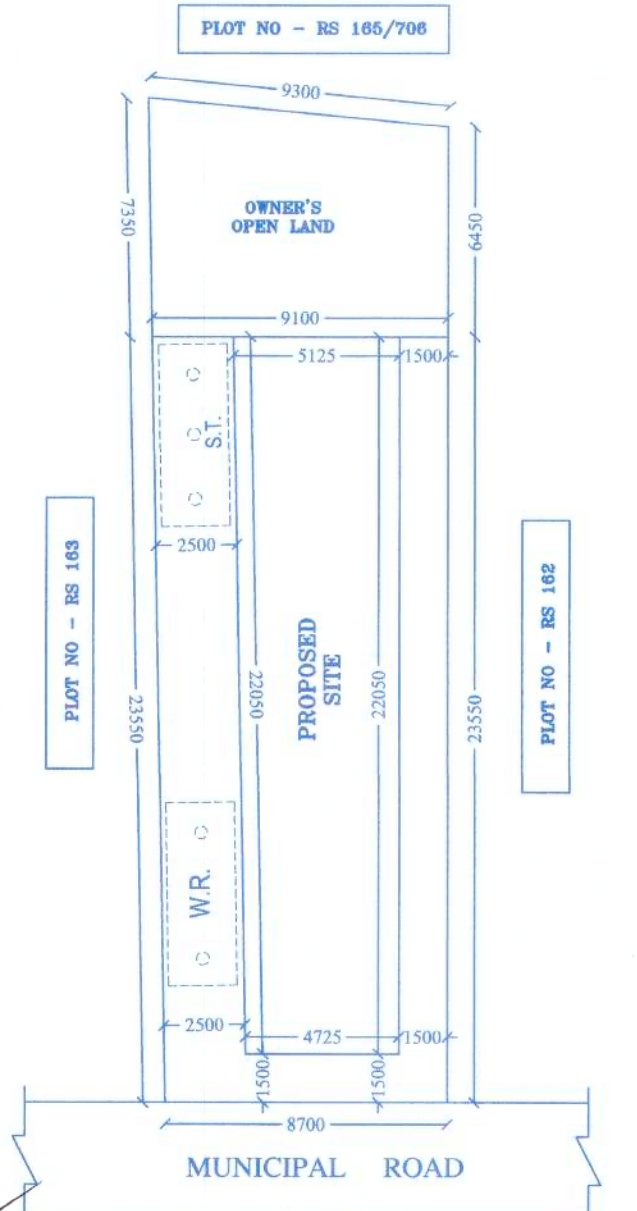 PLOT NO - RS 165/706
9300
7350
OWNER'S
OPEN LAND
6450
9100
5125
1500
S.T.
2500
PLOT NO - RS 163
PLOT NO - RS 162
23550
22050
PROPOSED
SITE
22050
23550
W.R.
2500
4725
1500
1500
1500
8700
MUNICIPAL ROAD